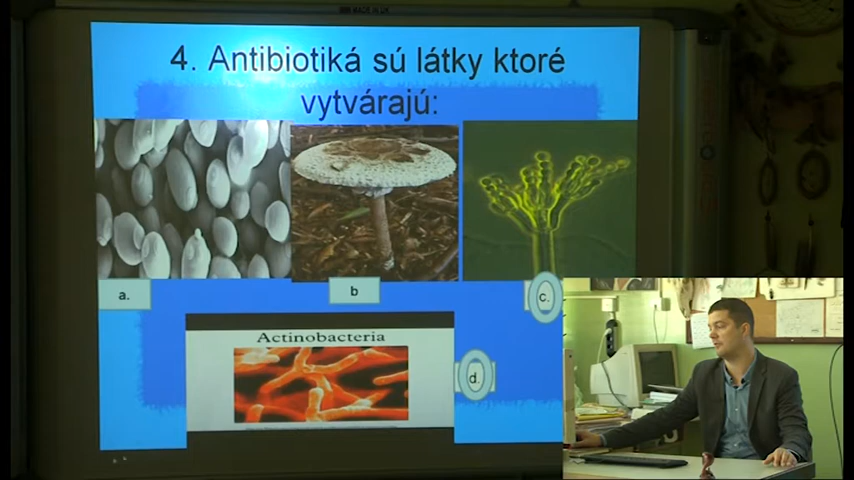 4. Antibiotiká sú látky ktoré
vytvárajú:
a.
b
c.
Actinobacteria
d.